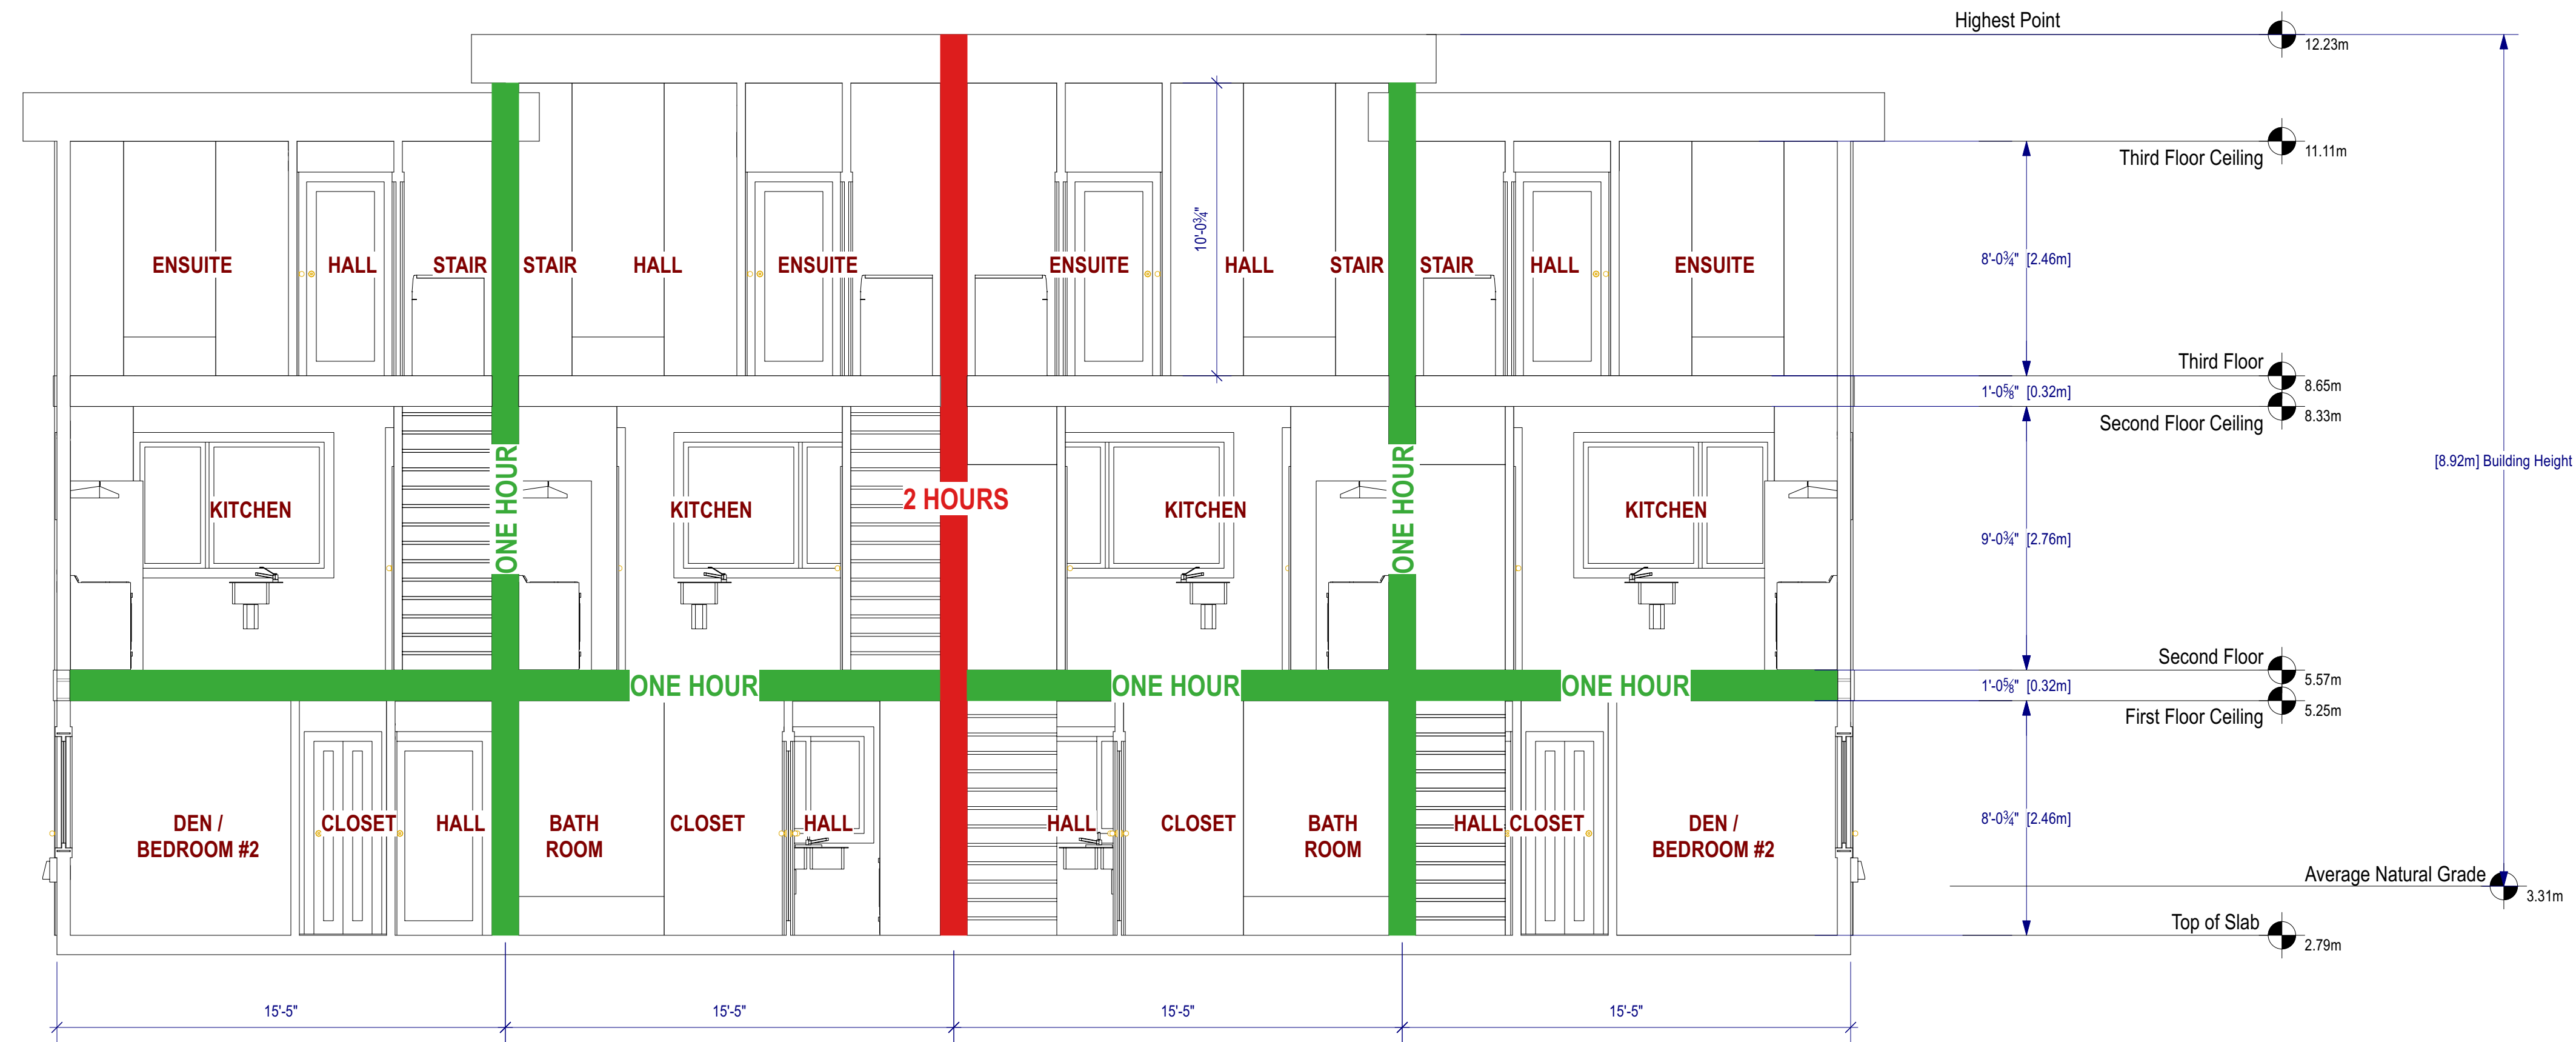 Highest Point
12.23m
Third Floor Ceiling
11.11m
10'-0¾"
ENSUITE HALL STAIR STAIR HALL ENSUITE ENSUITE HALL STAIR STAIR HALL ENSUITE
8'-0¾" [2.46m]
Third Floor
8.65m
1'-0⅝" [0.32m]
Second Floor Ceiling
8.33m
[8.92m] Building Height
ONE HOUR
ONE HOUR
2 HOURS
KITCHEN KITCHEN KITCHEN KITCHEN
9'-0¾" [2.76m]
Second Floor
5.57m
ONE HOUR ONE HOUR ONE HOUR
1'-0⅝" [0.32m]
First Floor Ceiling
5.25m
DEN / CLOSET HALL BATH CLOSET HALL HALL CLOSET BATH HALL CLOSET DEN /
BEDROOM #2 ROOM ROOM BEDROOM #2
8'-0¾" [2.46m]
Average Natural Grade
3.31m
Top of Slab
2.79m
15'-5" 15'-5" 15'-5" 15'-5"